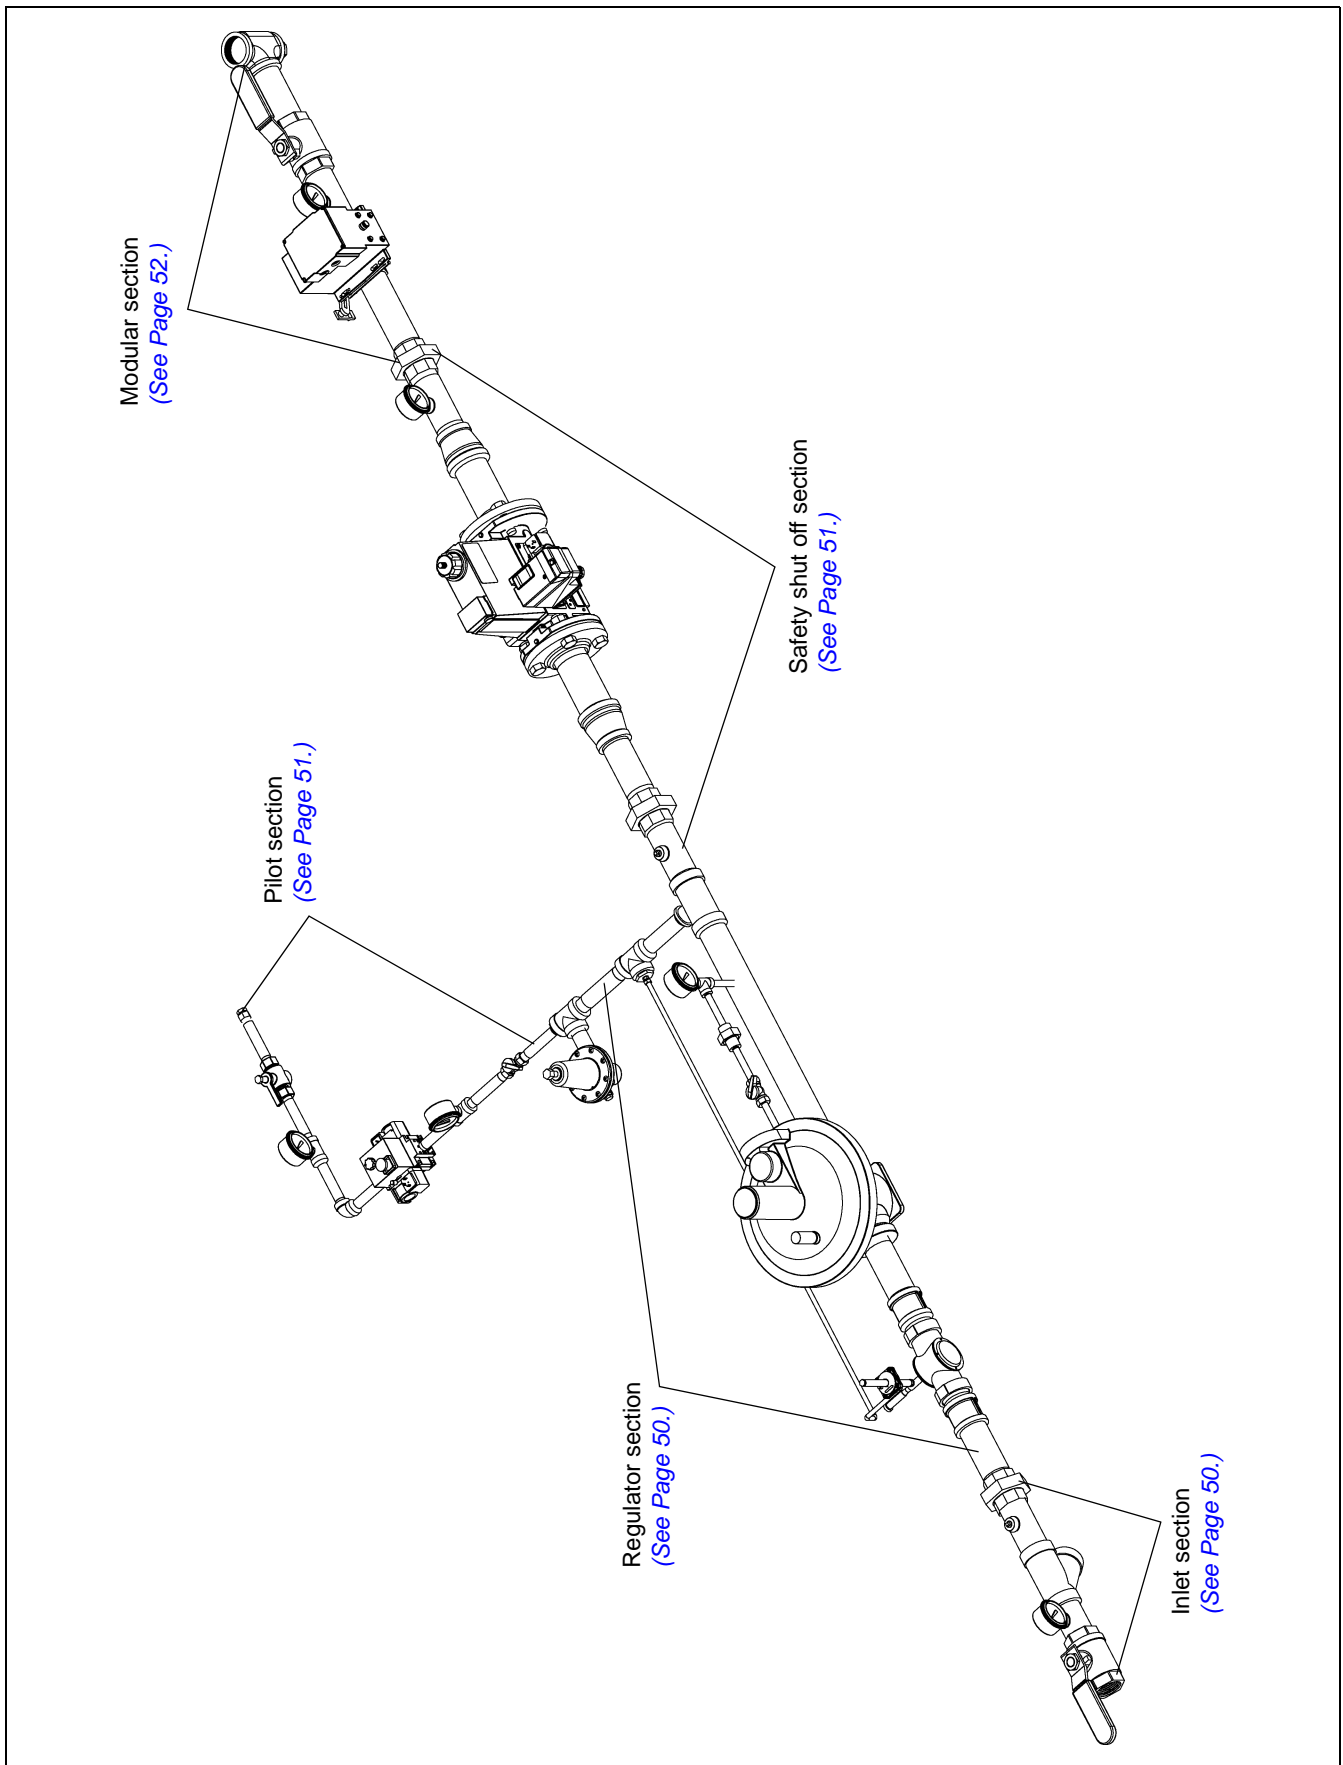 Modular section
(See Page 52.)
Safety shut off section
(See Page 51.)
Pilot section
(See Page 51.)
Regulator section
(See Page 50.)
Inlet section
(See Page 50.)